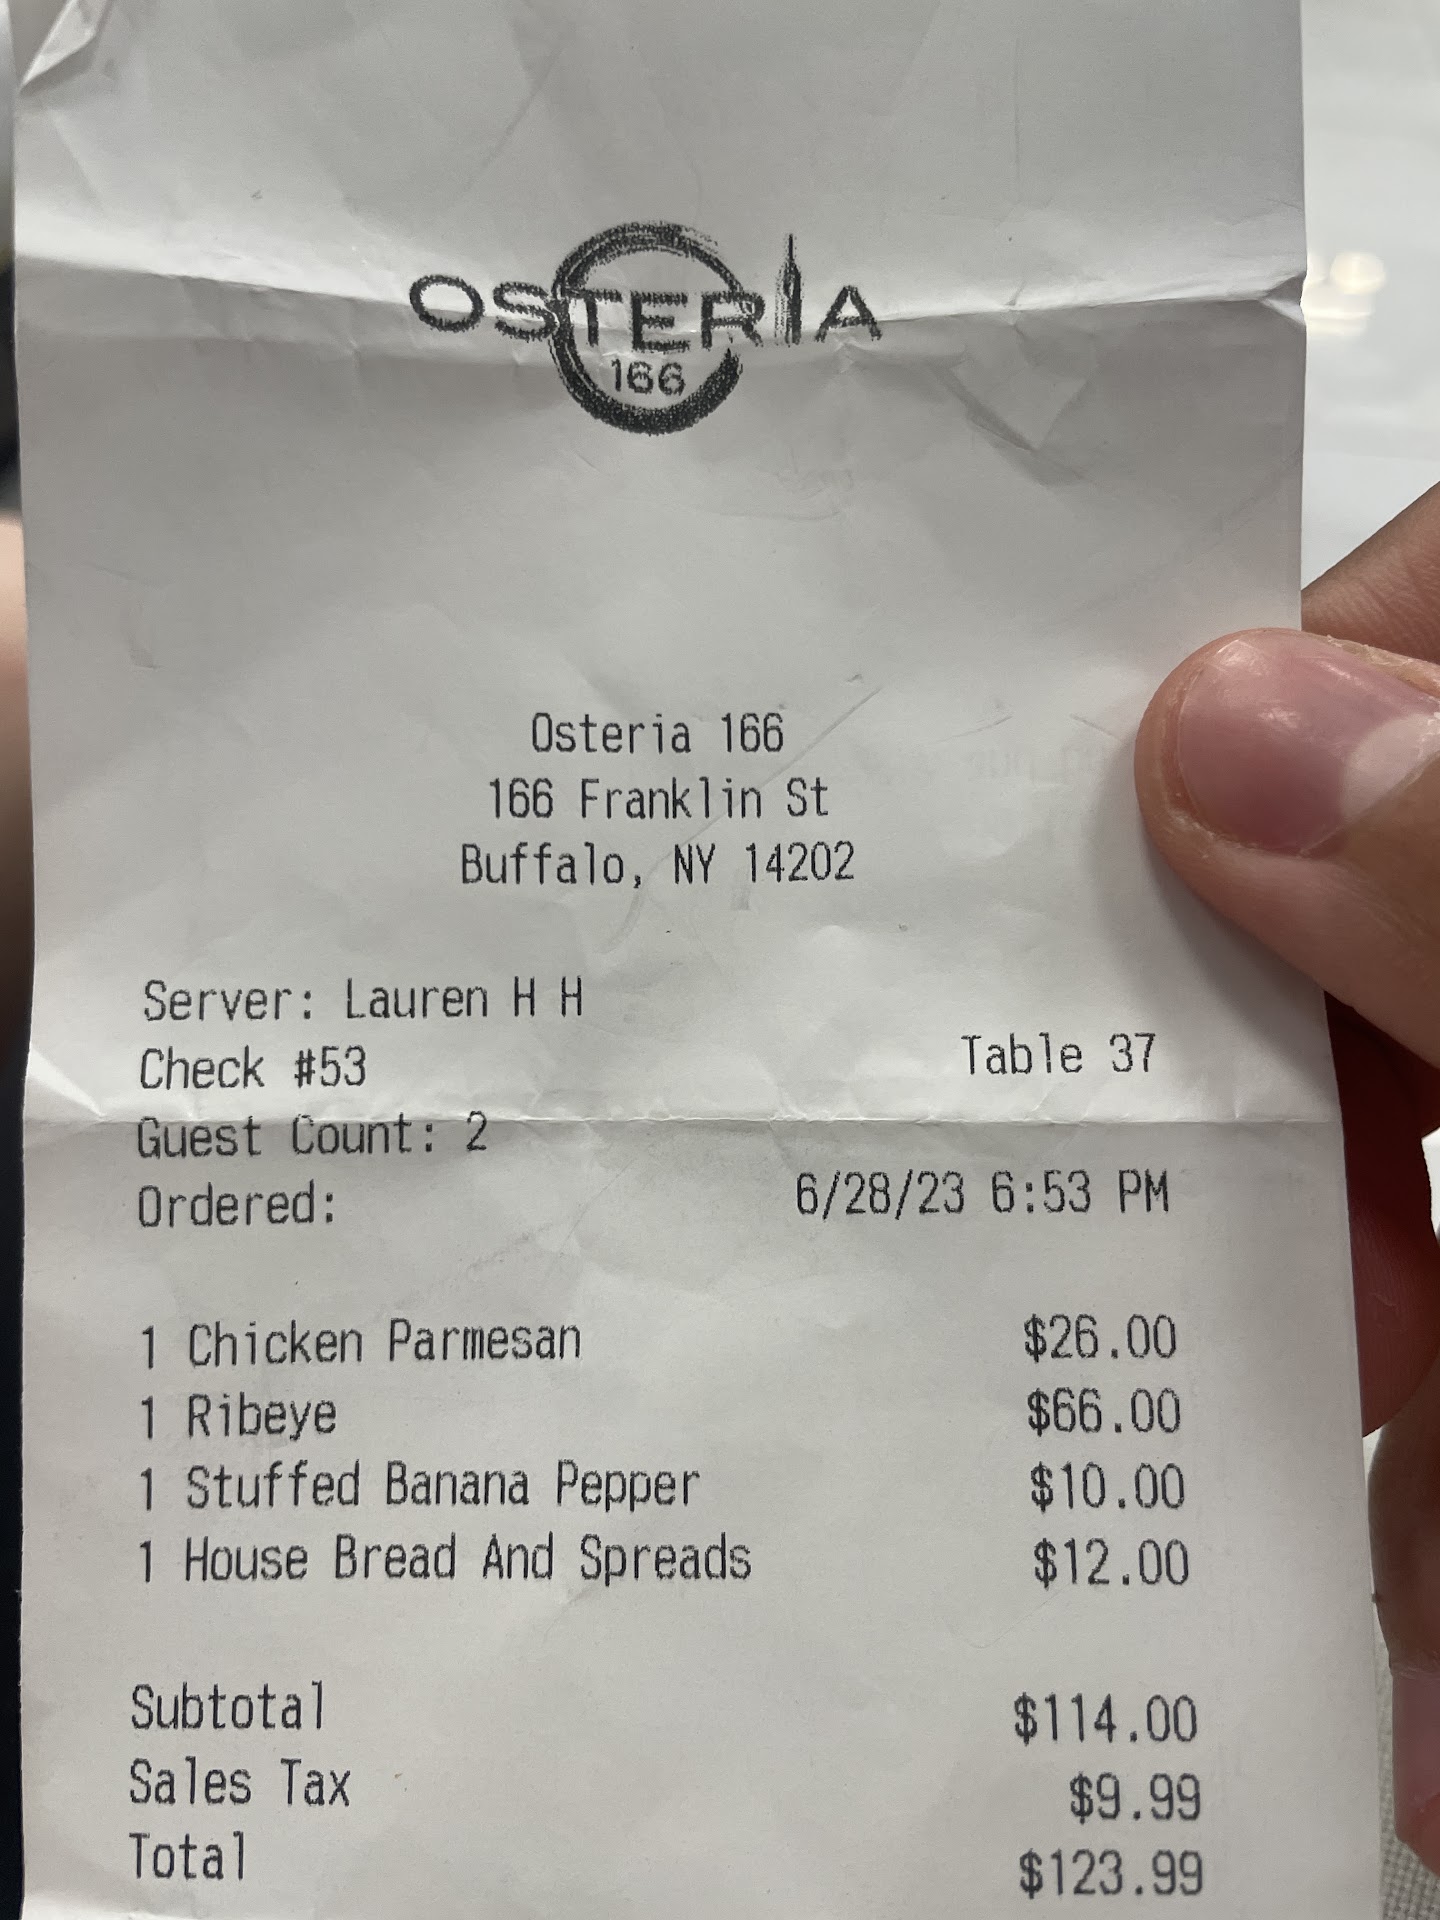 OSTERIA
166
Osteria 166
166 Franklin St
Buffalo, NY 14202
Server: Lauren H H
Check #53 Table 37
Guest Count: 2
Ordered: 6/28/23 6:53 PM
1 Chicken Parmesan $26.00
1 Ribeye $66.00
1 Stuffed Banana Pepper $10.00
1 House Bread And Spreads $12.00
Subtotal $114.00
Sales Tax $9.99
Total $123.99